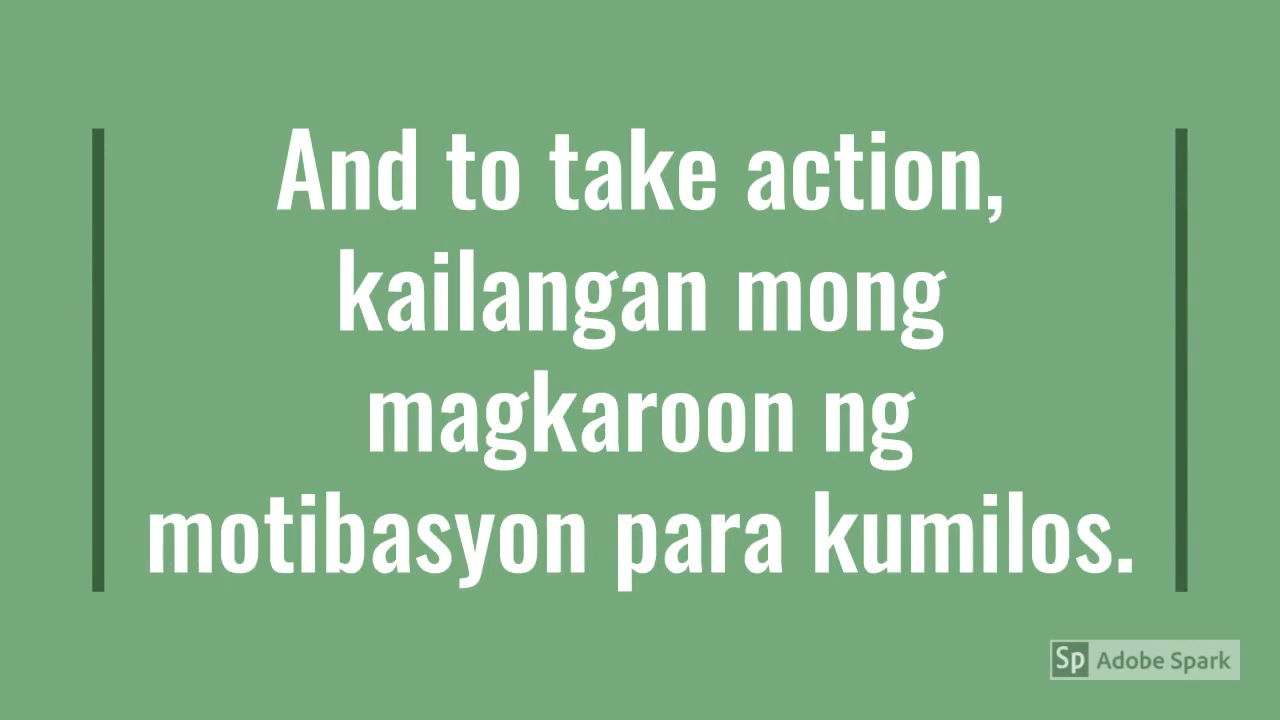 And to take action,
kailangan mong
magkaroon ng
motibasyon para kumilos.
Sp Adobe Spark